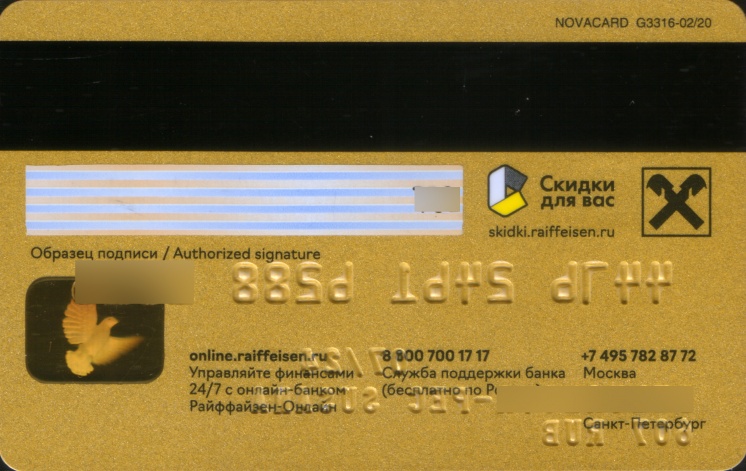 NOVACARD G3316-02/20
Скидки
для вас
skidki.raiffeisen.ru
Образец подписи / Authorized signature
online.raiffeisen.ru
Управляйте финансами
24/7 с онлайн-банком
Райффайзен-Онлайн
8 800 700 17 17
Служба поддержки банка
(бесплатно по
+7 495 782 87 72
Москва
Санкт-Петербург